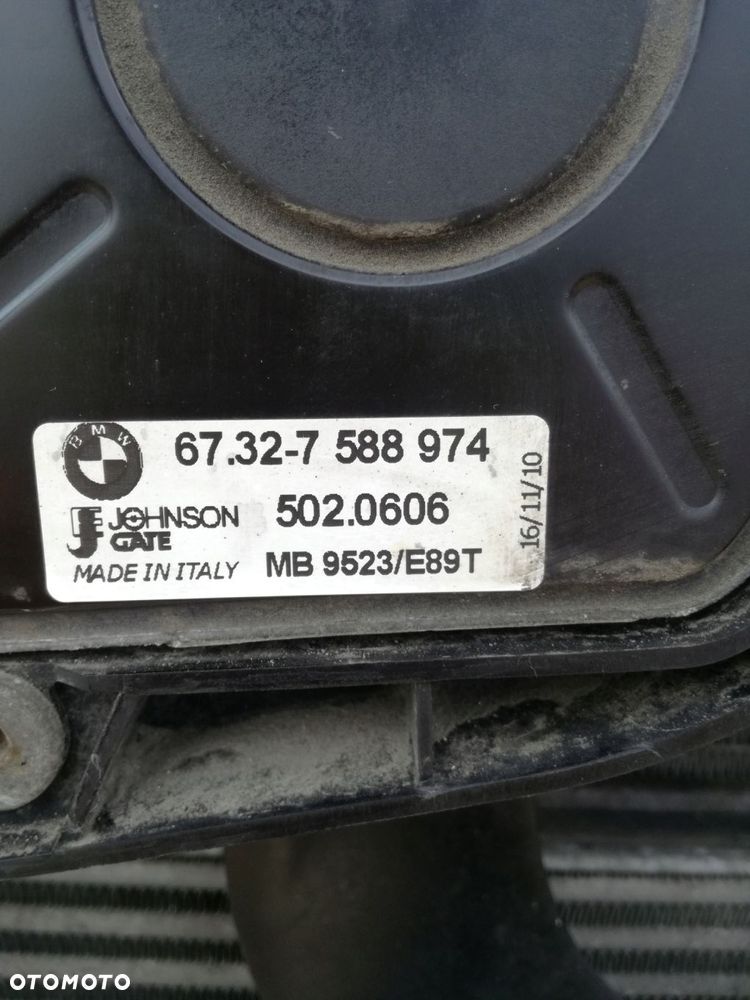 BMW
67.32-7 588 974
JOHNSON
GATE
502.0606
MADE IN ITALY
MB 9523/E89T
16/11/10
OTOMOTO